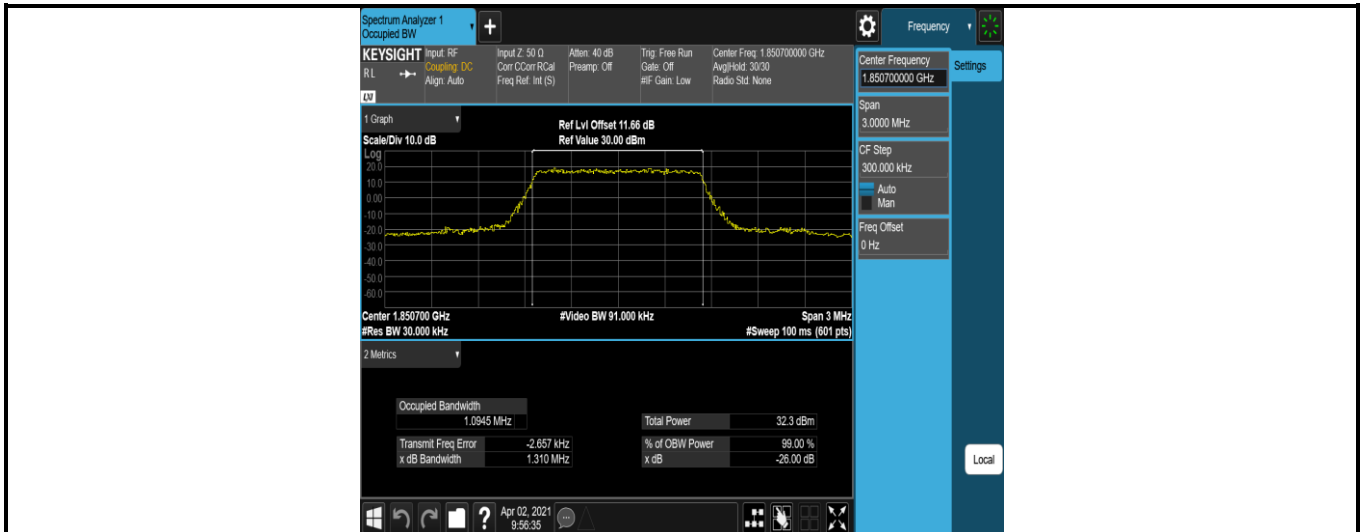 Spectrum Analyzer 1
Occupied BW
+
Frequency
KEYSIGHT Input: RF Input Z: 50 Ω Atten: 40 dB Trig: Free Run Center Freq: 1.850700000 GHz
RL Coupling: DC Corr CCorr RCal Preamp: Off Gate: Off Avg|Hold: 30/30
Align: Auto Freq Ref: Int (S) #IF Gain: Low Radio Std: None
Center Frequency
1.850700000 GHz
Settings
Span
3.0000 MHz
CF Step
300.000 kHz
Auto
Man
Freq Offset
0 Hz
1 Graph
Ref Lvl Offset 11.66 dB
Scale/Div 10.0 dB Ref Value 30.00 dBm
Log
20.0
10.0
0.00
-10.0
-20.0
-30.0
-40.0
-50.0
-60.0
Center 1.850700 GHz #Video BW 91.000 kHz Span 3 MHz
#Res BW 30.000 kHz #Sweep 100 ms (601 pts)
2 Metrics
Occupied Bandwidth
1.0945 MHz Total Power 32.3 dBm
Transmit Freq Error -2.657 kHz % of OBW Power 99.00 %
x dB Bandwidth 1.310 MHz x dB -26.00 dB
Local
? Apr 02, 2021
9:56:35